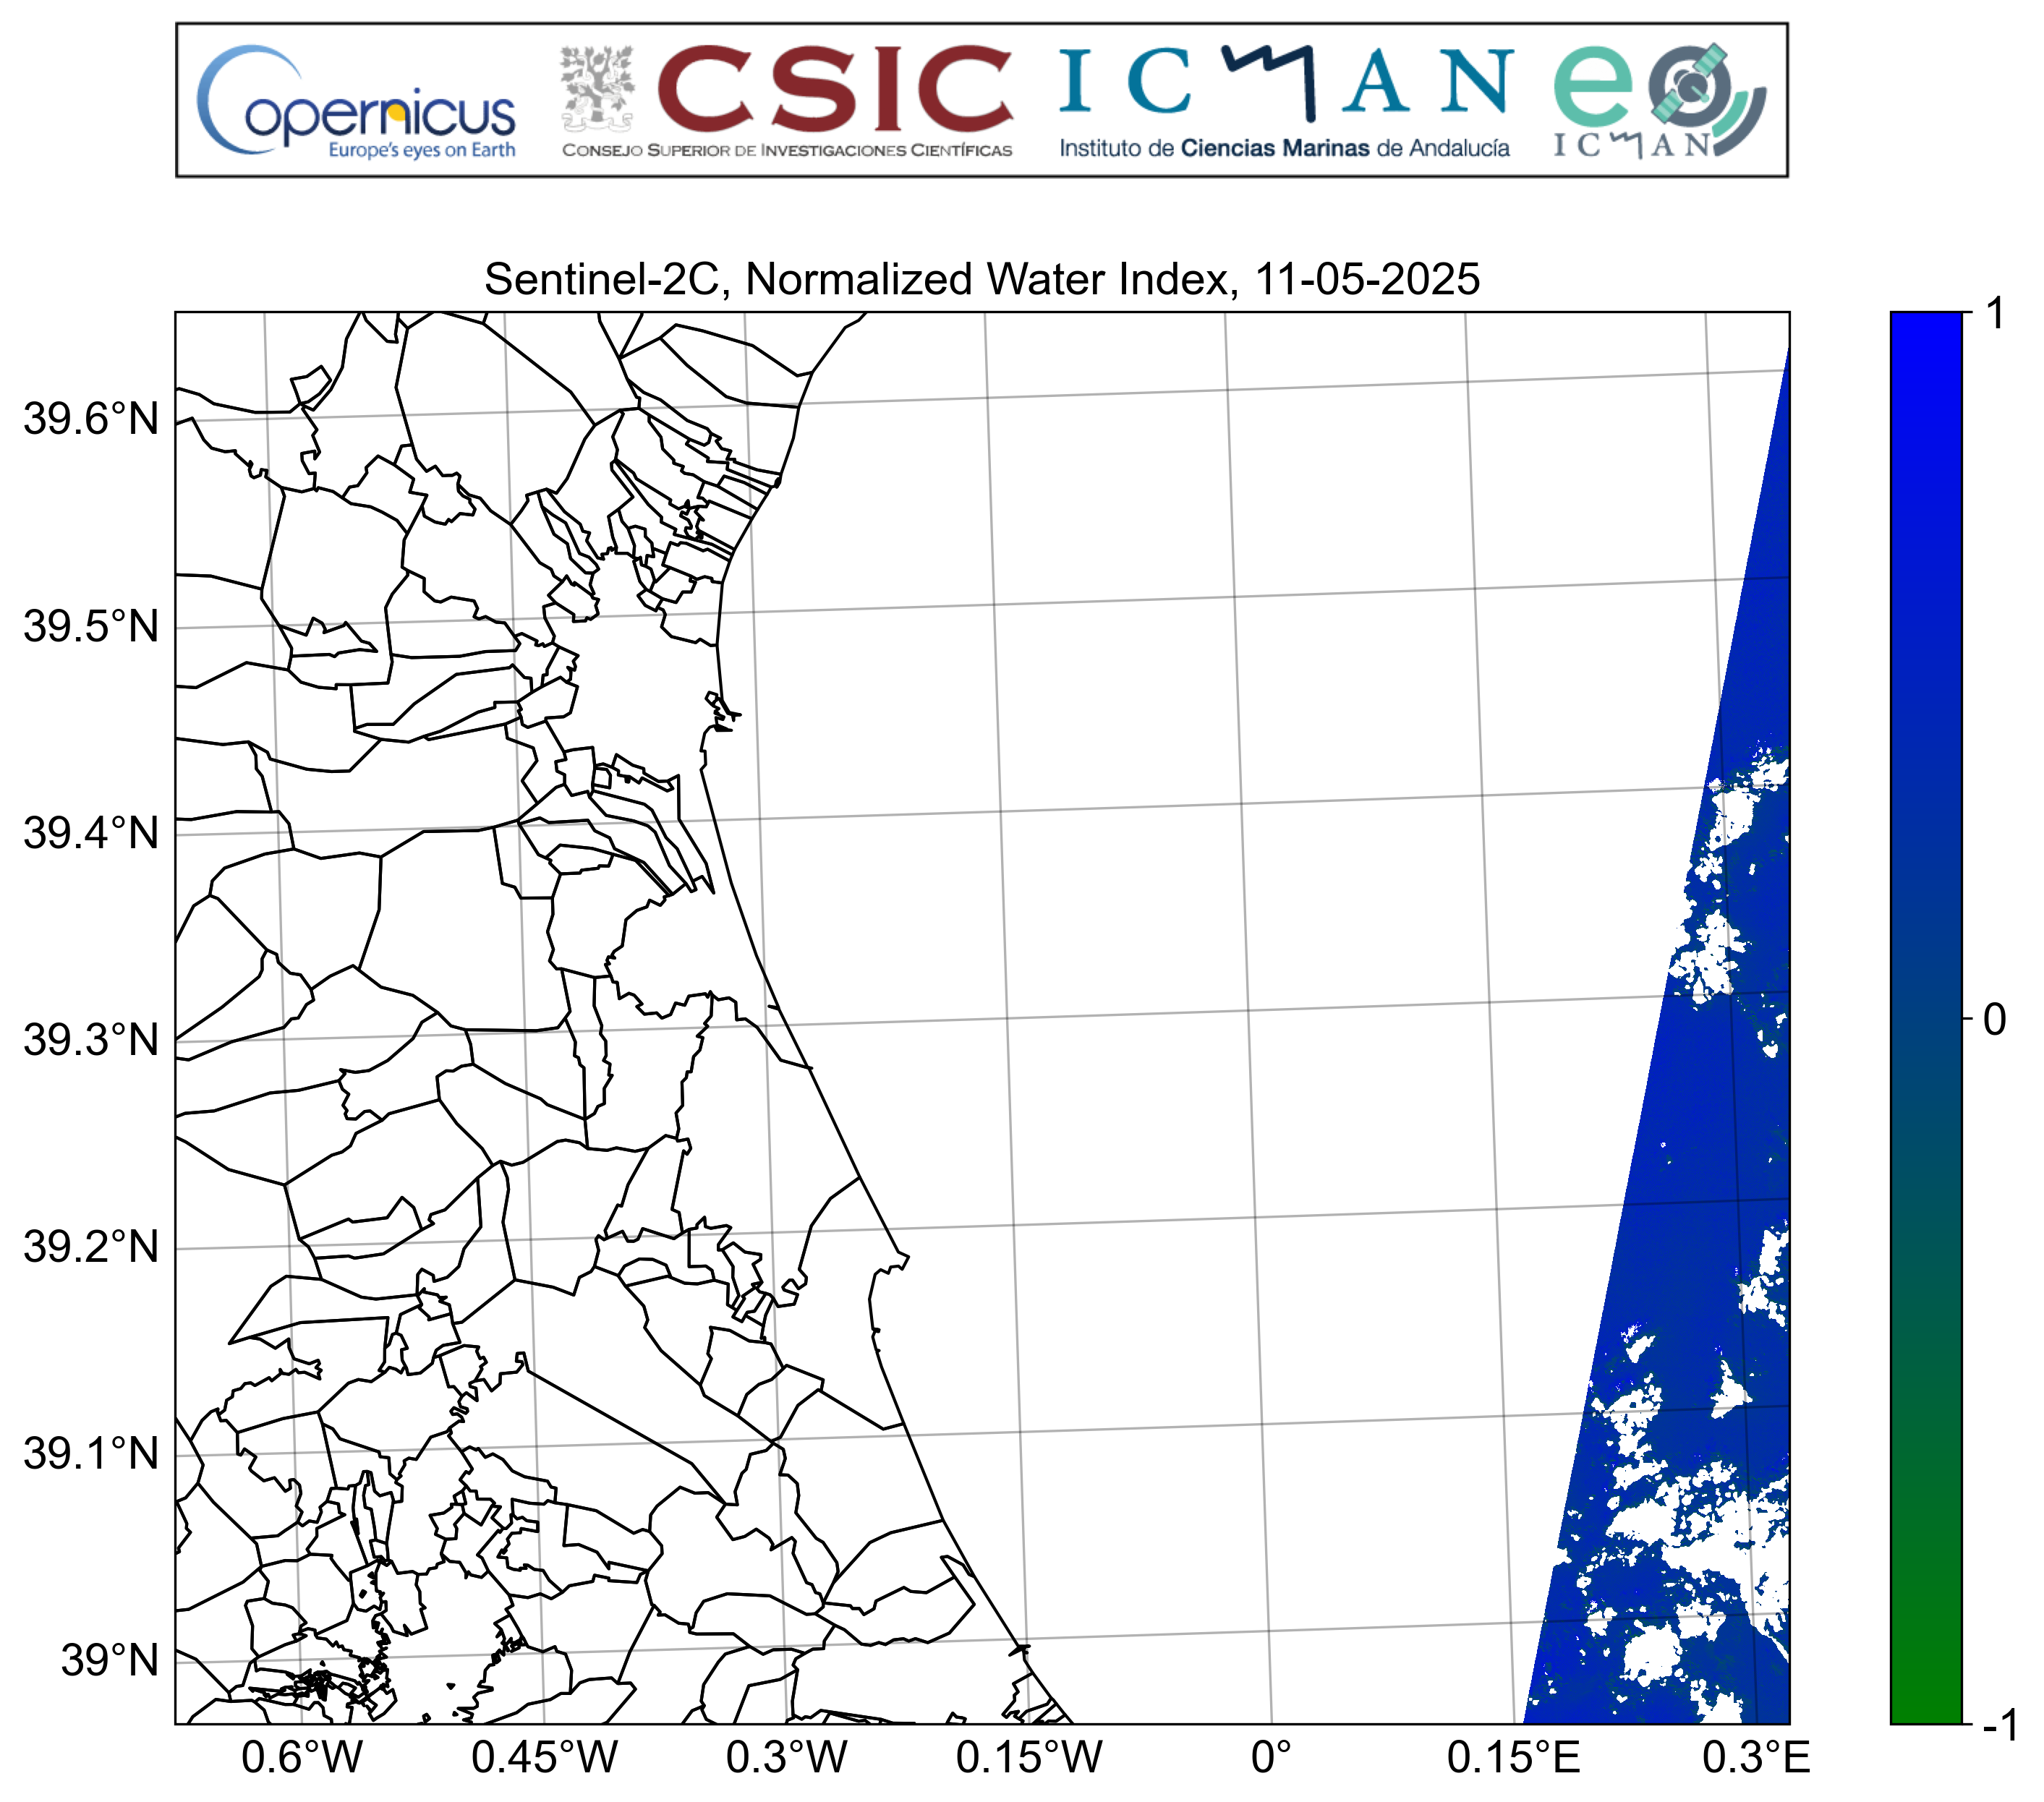 Copernicus
Europe's eyes on Earth
CSIC
CONSEJO SUPERIOR DE INVESTIGACIONES CIENTÍFICAS
ICMAN
Instituto de Ciencias Marinas de Andalucía
eo
ICMAN
Sentinel-2C, Normalized Water Index, 11-05-2025
39.6°N
39.5°N
39.4°N
39.3°N
39.2°N
39.1°N
39°N
0.6°W
0.45°W
0.3°W
0.15°W
0°
0.15°E
0.3°E
1
0
-1